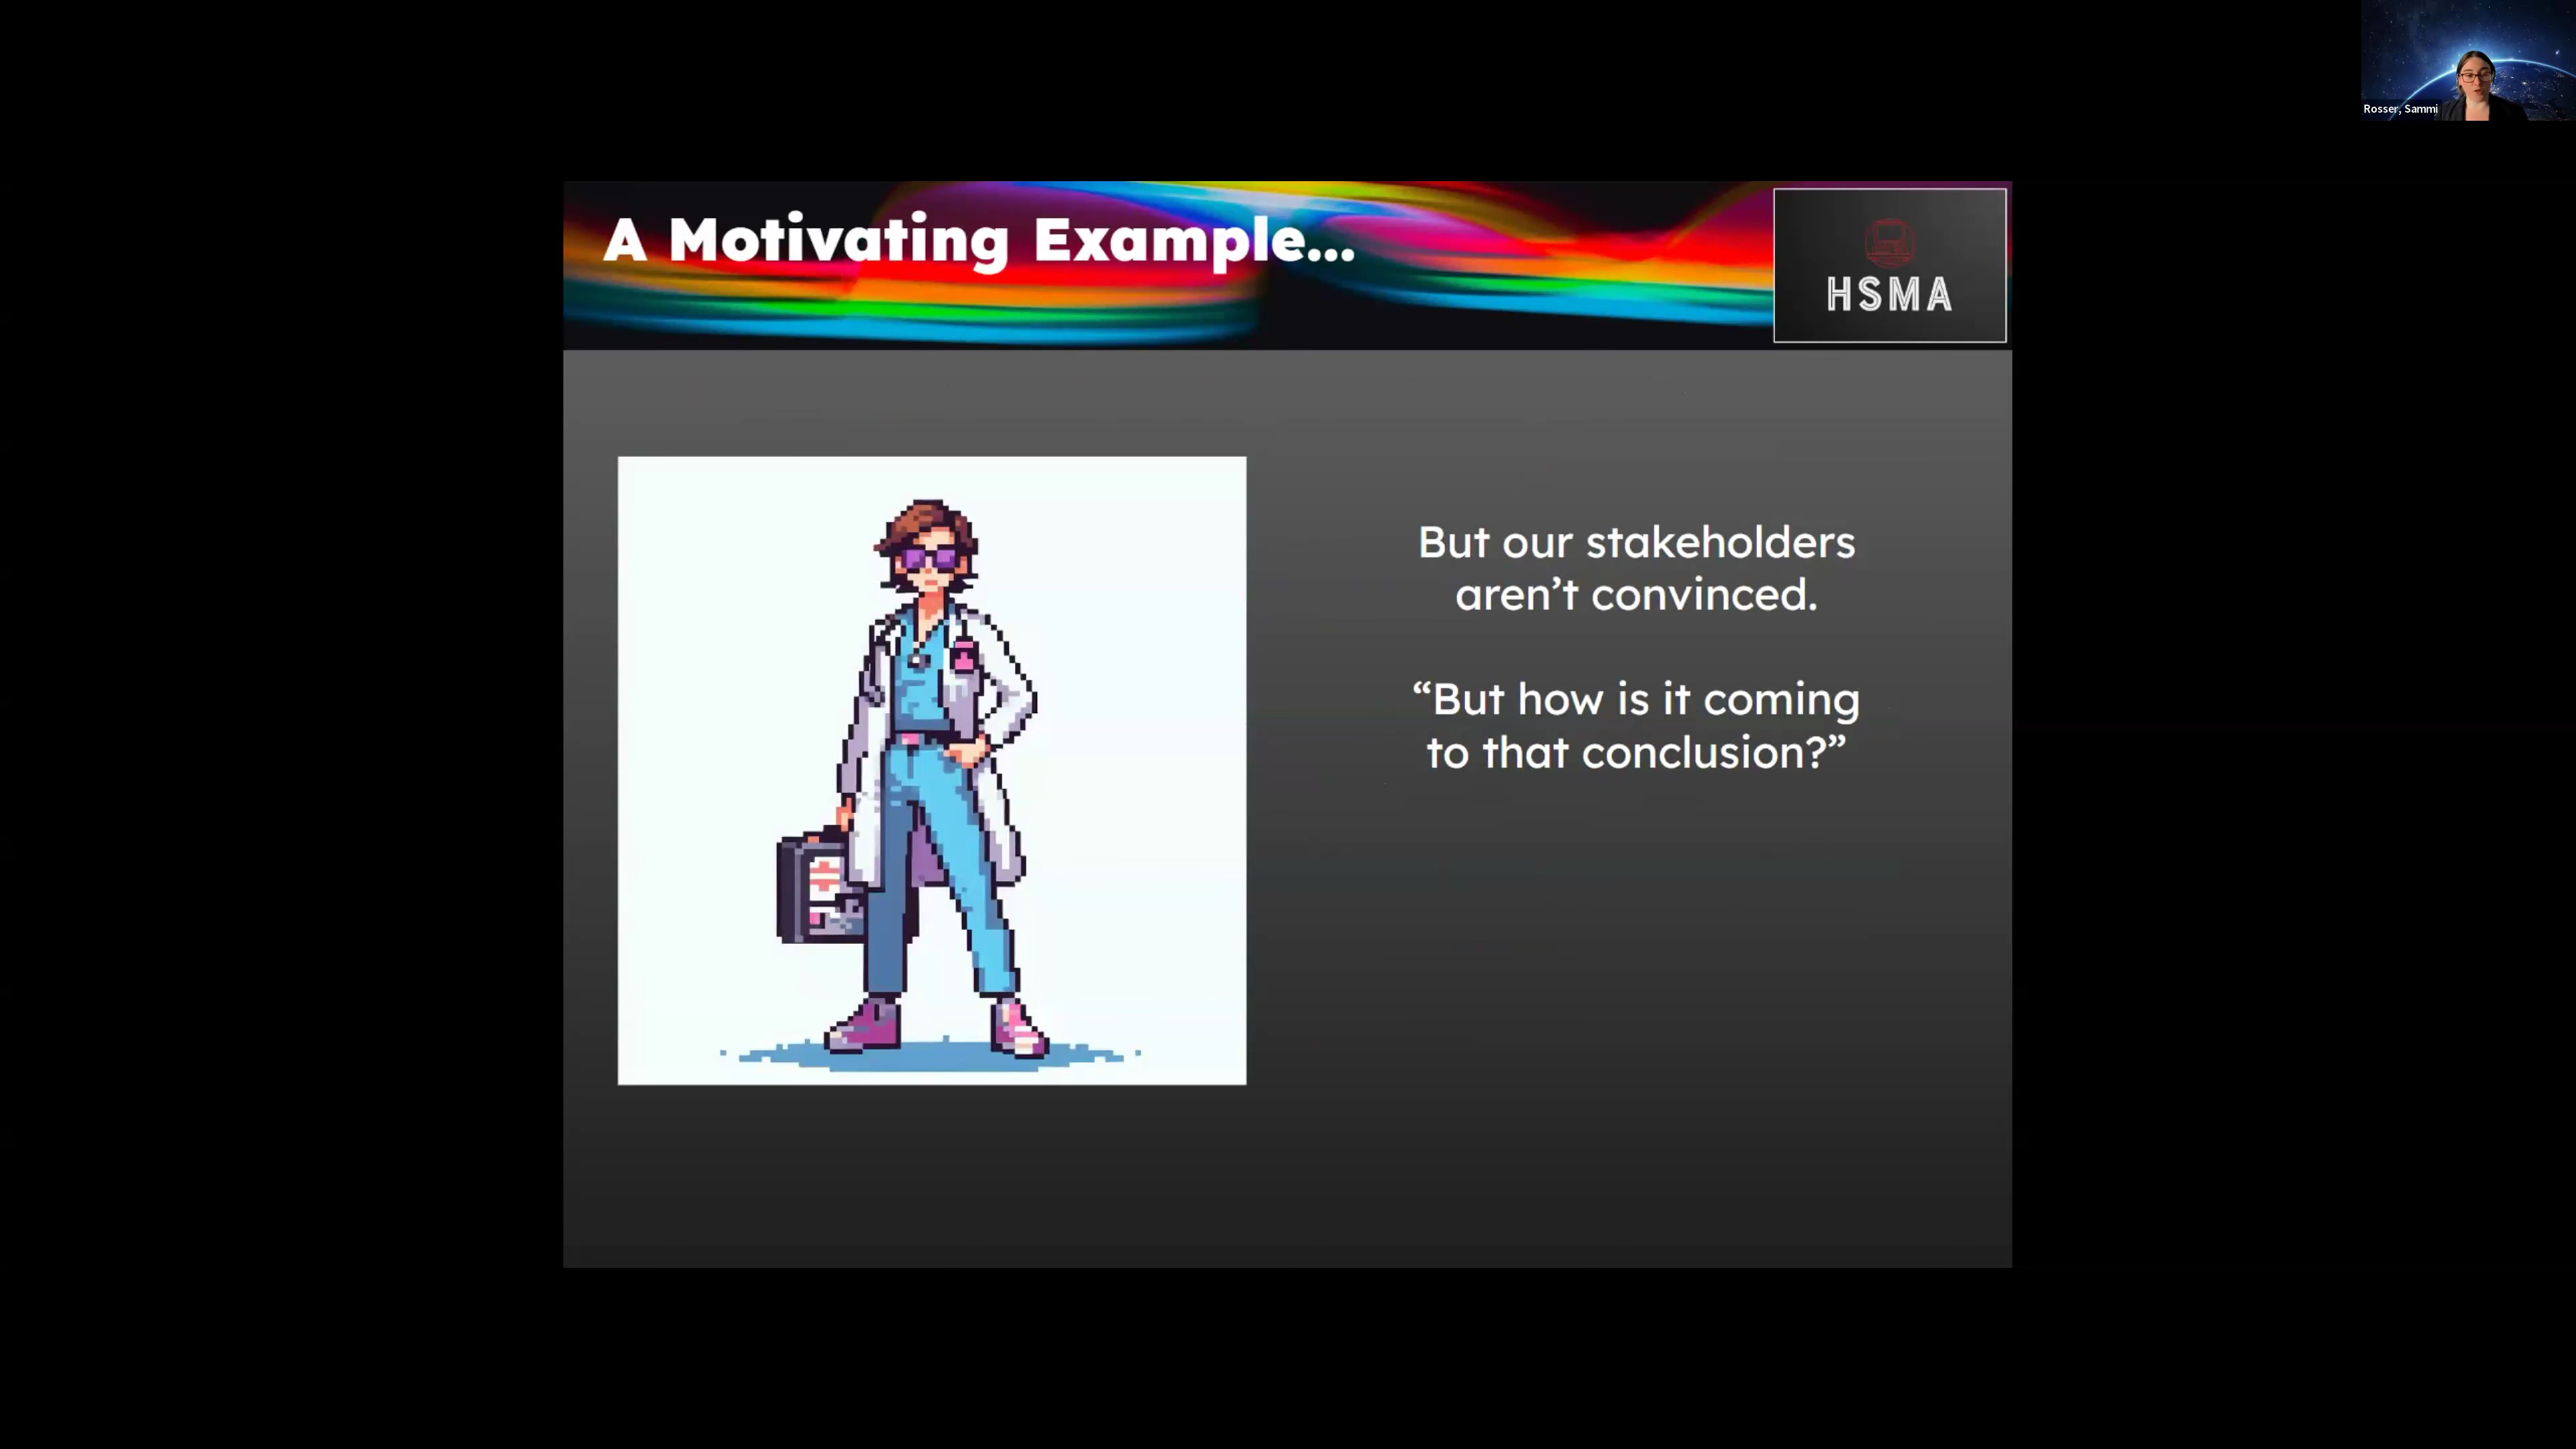 Rosser, Sammi
A Motivating Example...
HSMA
But our stakeholders
aren’t convinced.
“But how is it coming
to that conclusion?”